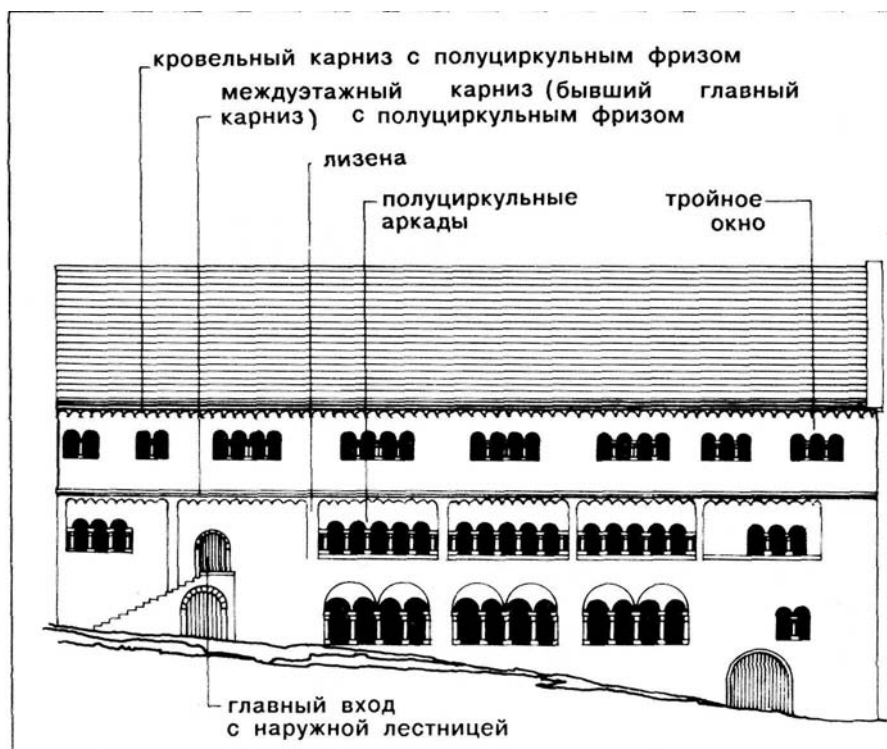 кровельный карниз с полуциркульным фризом
междуэтажный карниз (бывший главный
карниз) с полуциркульным фризом
лизена
полуциркульные
аркады
тройное
окно
главный вход
с наружной лестницей